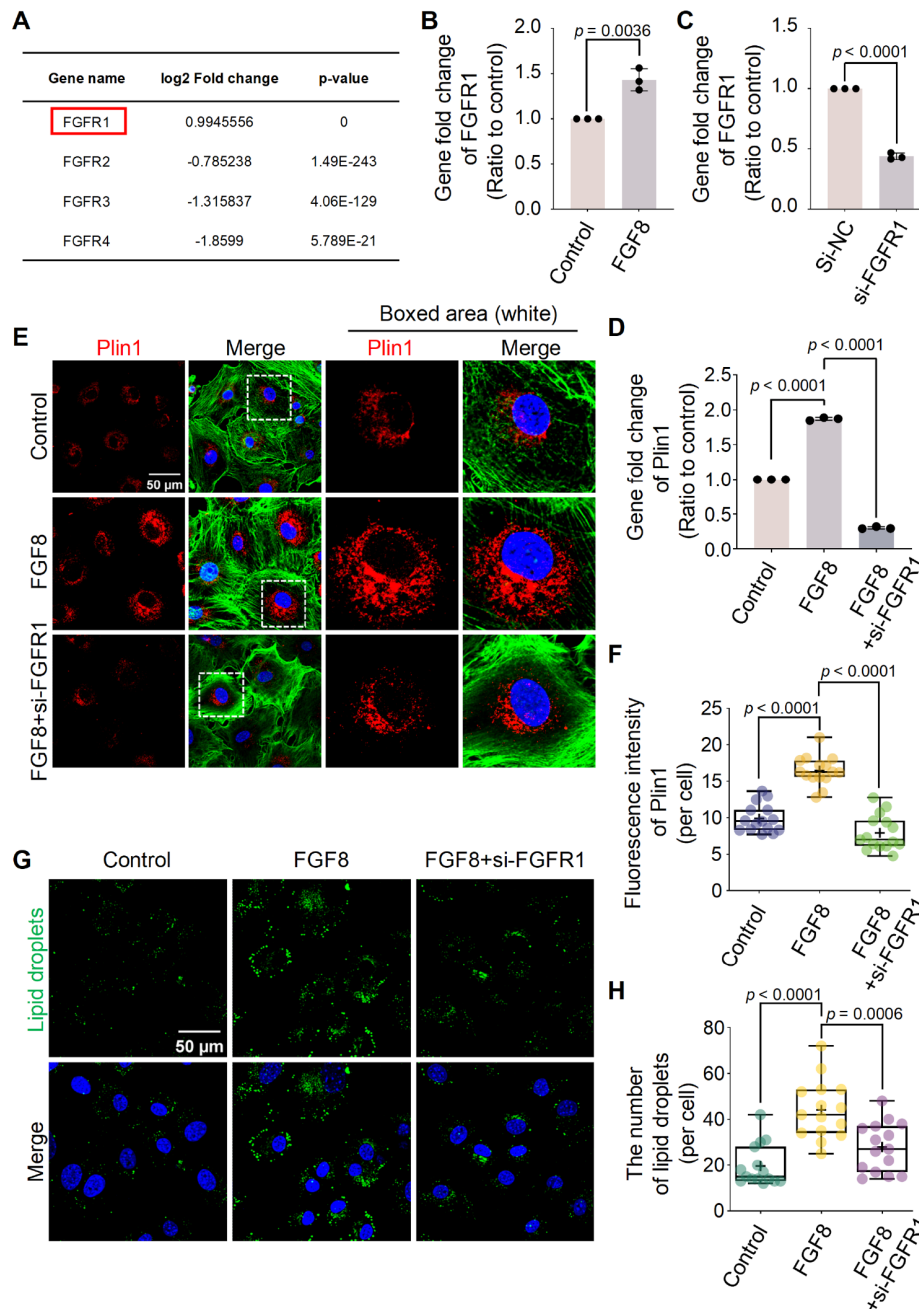 A
Gene name log2 Fold change p-value
FGFR1 0.9945556 0
FGFR2 -0.785238 1.49E-243
FGFR3 -1.315837 4.06E-129
FGFR4 -1.8599 5.789E-21
B
Gene fold change
of FGFR1
(Ratio to control)
2.0
1.5
1.0
0.5
0.0
p = 0.0036
Control
FGF8
C
Gene fold change
of FGFR1
(Ratio to control)
1.5
1.0
0.5
0.0
p < 0.0001
Si-NC
si-FGFR1
E
Boxed area (white)
Plin1 Merge Plin1 Merge
Control
50 µm
FGF8
FGF8+si-FGFR1
D
Gene fold change
of Plin1
(Ratio to control)
2.5
2.0
1.5
1.0
0.5
0.0
p < 0.0001
p < 0.0001
Control
FGF8
FGF8
+si-FGFR1
F
Fluorescence intensity
of Plin1
(per cell)
25
20
15
10
5
0
p < 0.0001
p < 0.0001
Control
FGF8
FGF8
+si-FGFR1
G
Control FGF8 FGF8+si-FGFR1
Lipid droplets
50 µm
Merge
H
The number
of lipid droplets
(per cell)
80
60
40
20
0
p < 0.0001
p = 0.0006
Control
FGF8
FGF8
+si-FGFR1